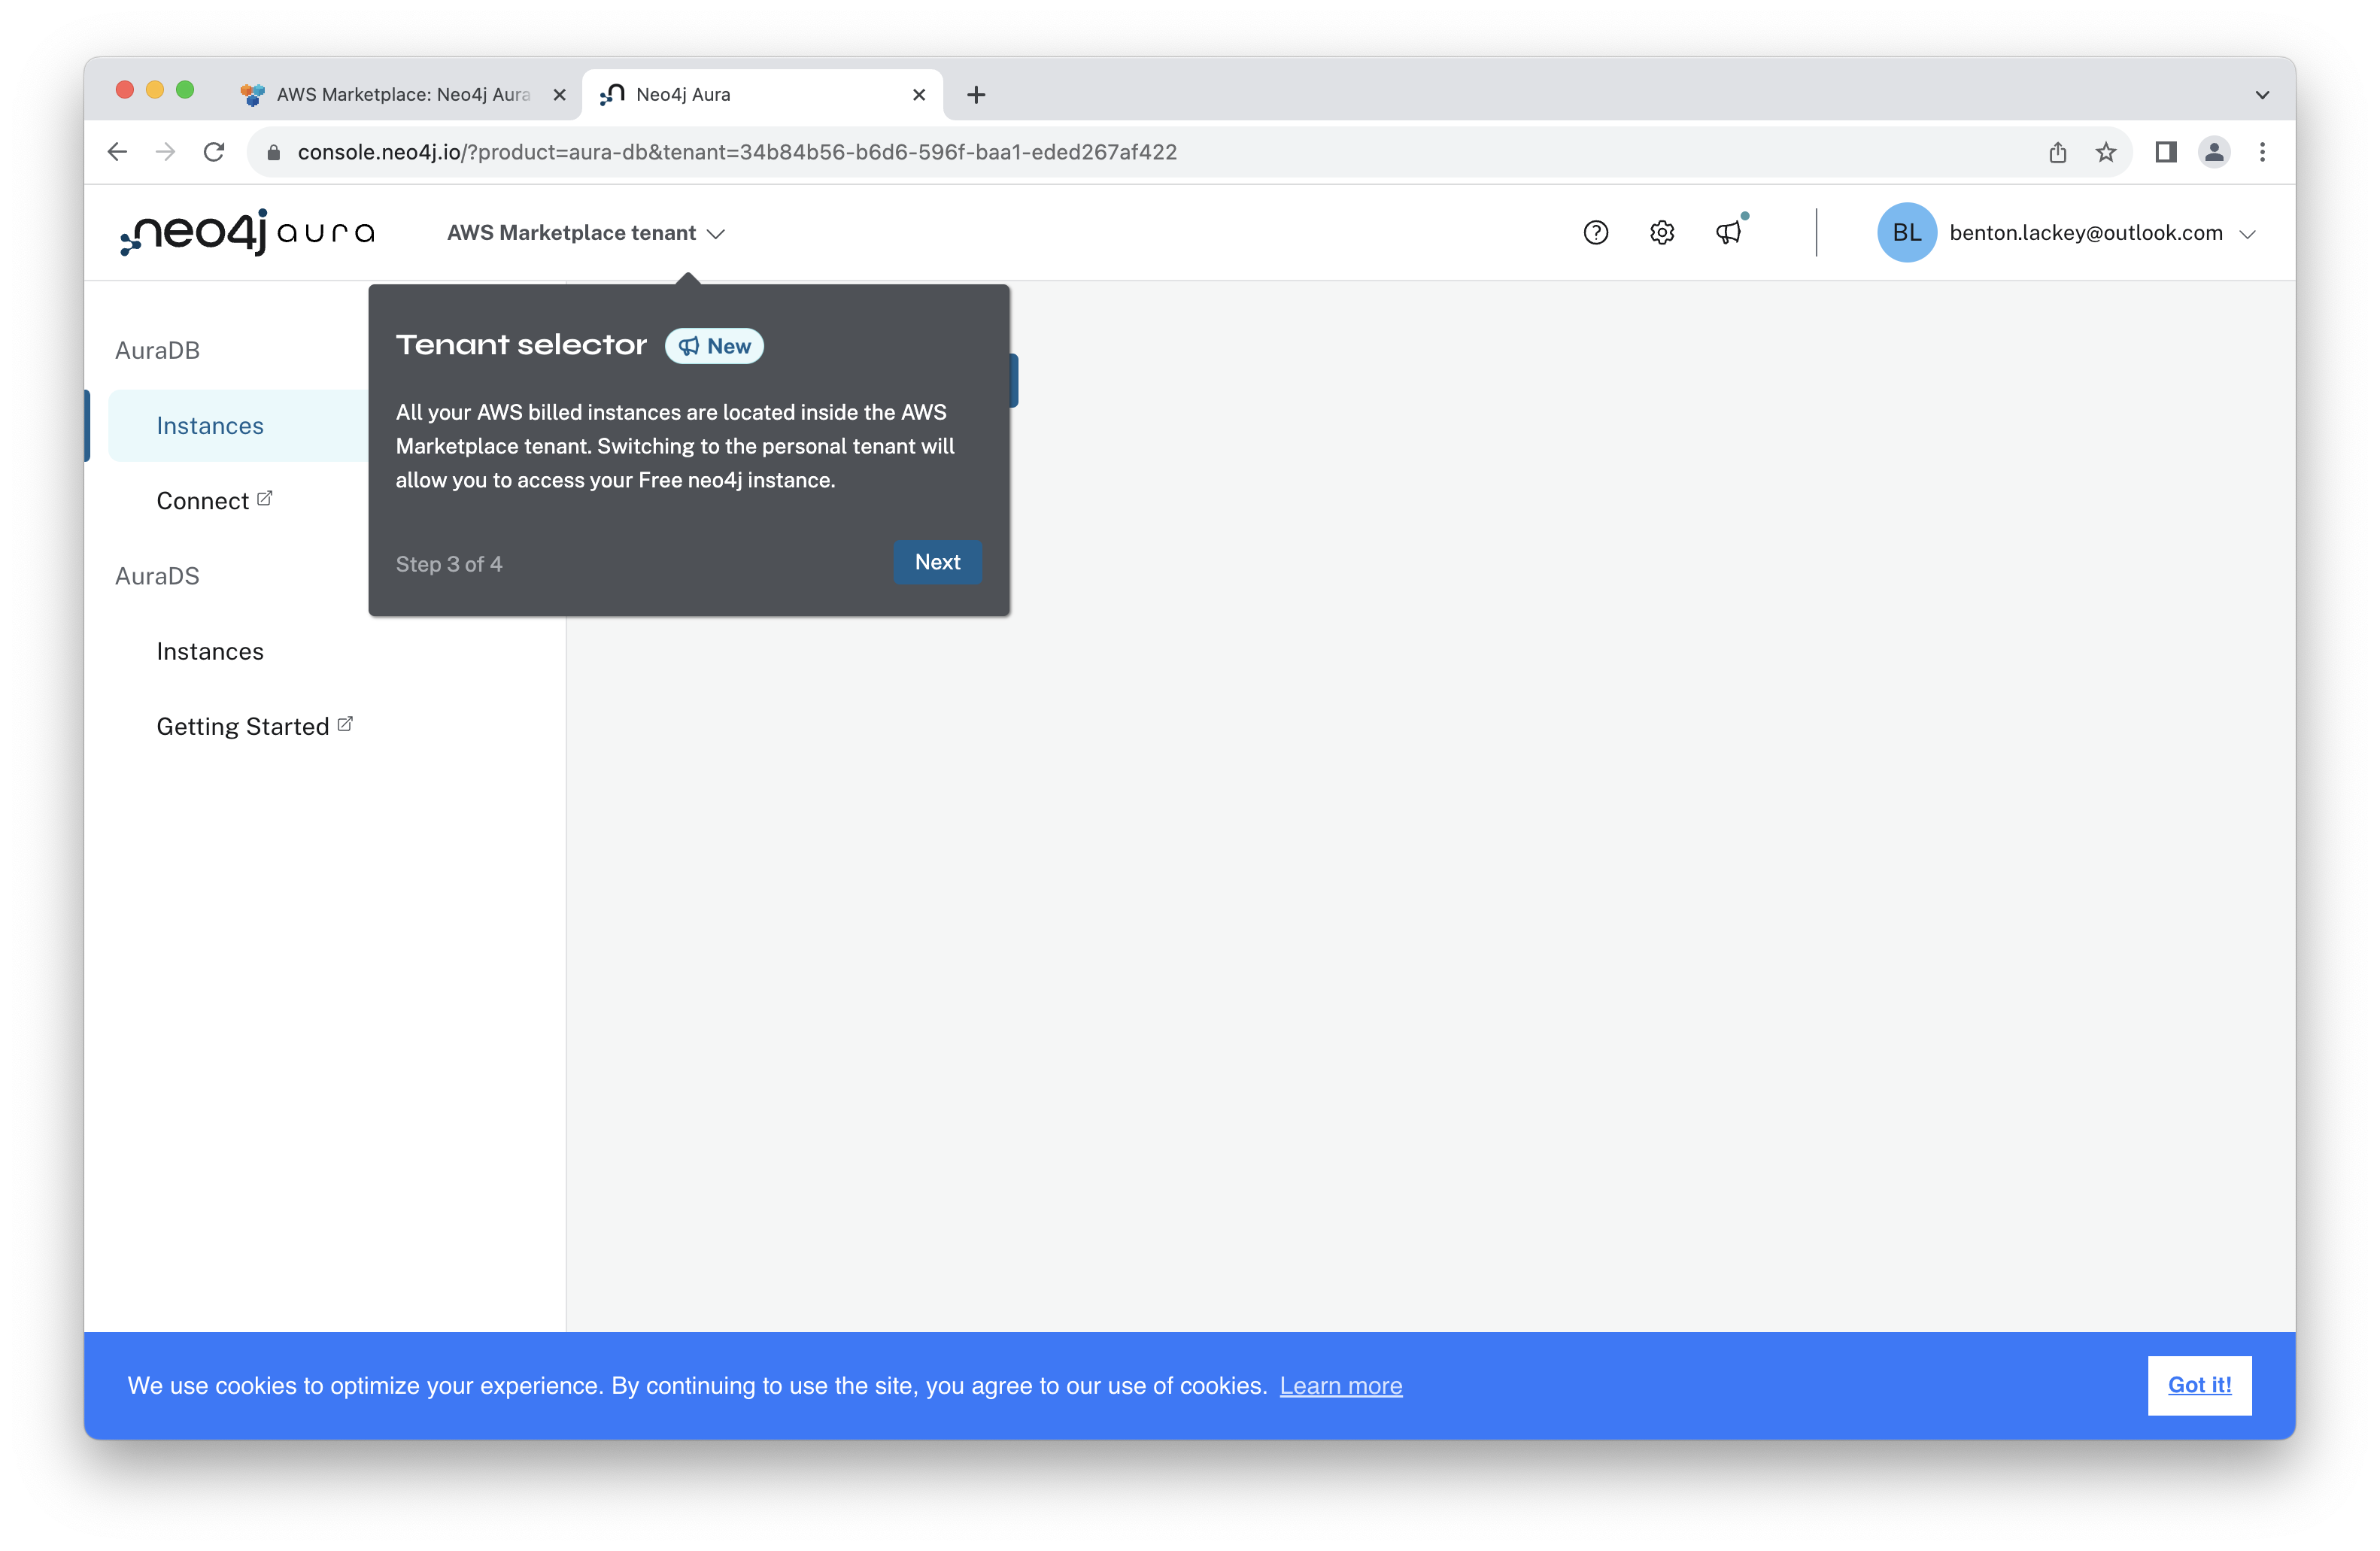 AWS Marketplace: Neo4j Aura
Neo4j Aura
console.neo4j.io/?product=aura-db&tenant=34b84b56-b6d6-596f-baa1-eded267af422
neo4j aura
AWS Marketplace tenant
BL
benton.lackey@outlook.com
AuraDB
Instances
Connect
AuraDS
Instances
Getting Started
Tenant selector
New
All your AWS billed instances are located inside the AWS
Marketplace tenant. Switching to the personal tenant will
allow you to access your Free neo4j instance.
Step 3 of 4
Next
We use cookies to optimize your experience. By continuing to use the site, you agree to our use of cookies. Learn more
Got it!